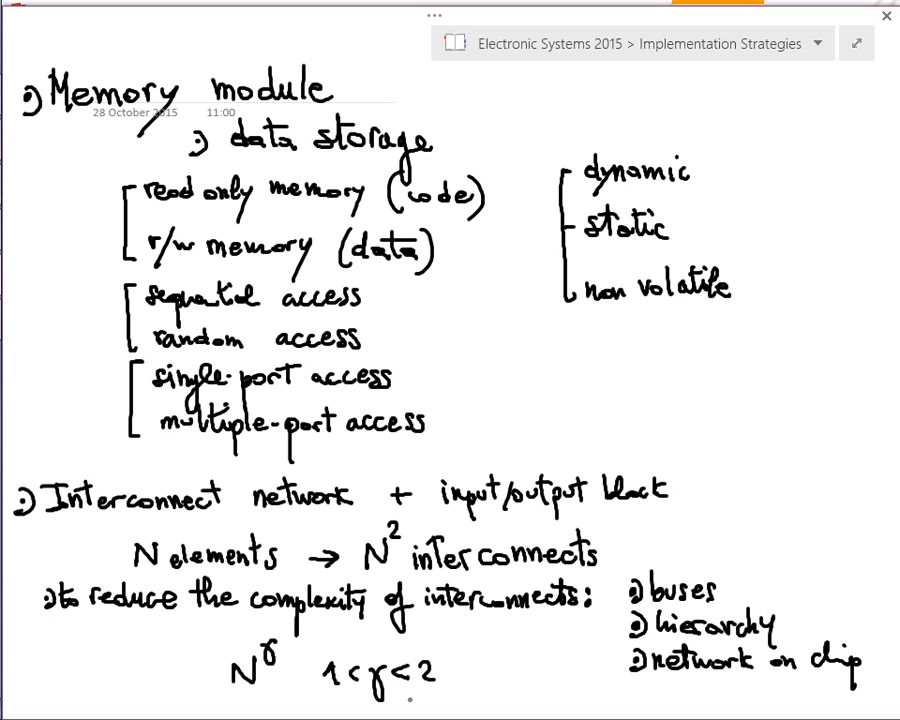 Electronic Systems 2015 > Implementation Strategies
Memory module
28 October 2015 11:00
data storage
read only memory (code)
r/w memory (data)
dynamic
static
non volatile
sequential access
random access
single-port access
multiple-port access
Interconnect network + input/output block
N elements → N² interconnects
to reduce the complexity of interconnects:
buses
hierarchy
network on chip
N^γ 1 < γ < 2